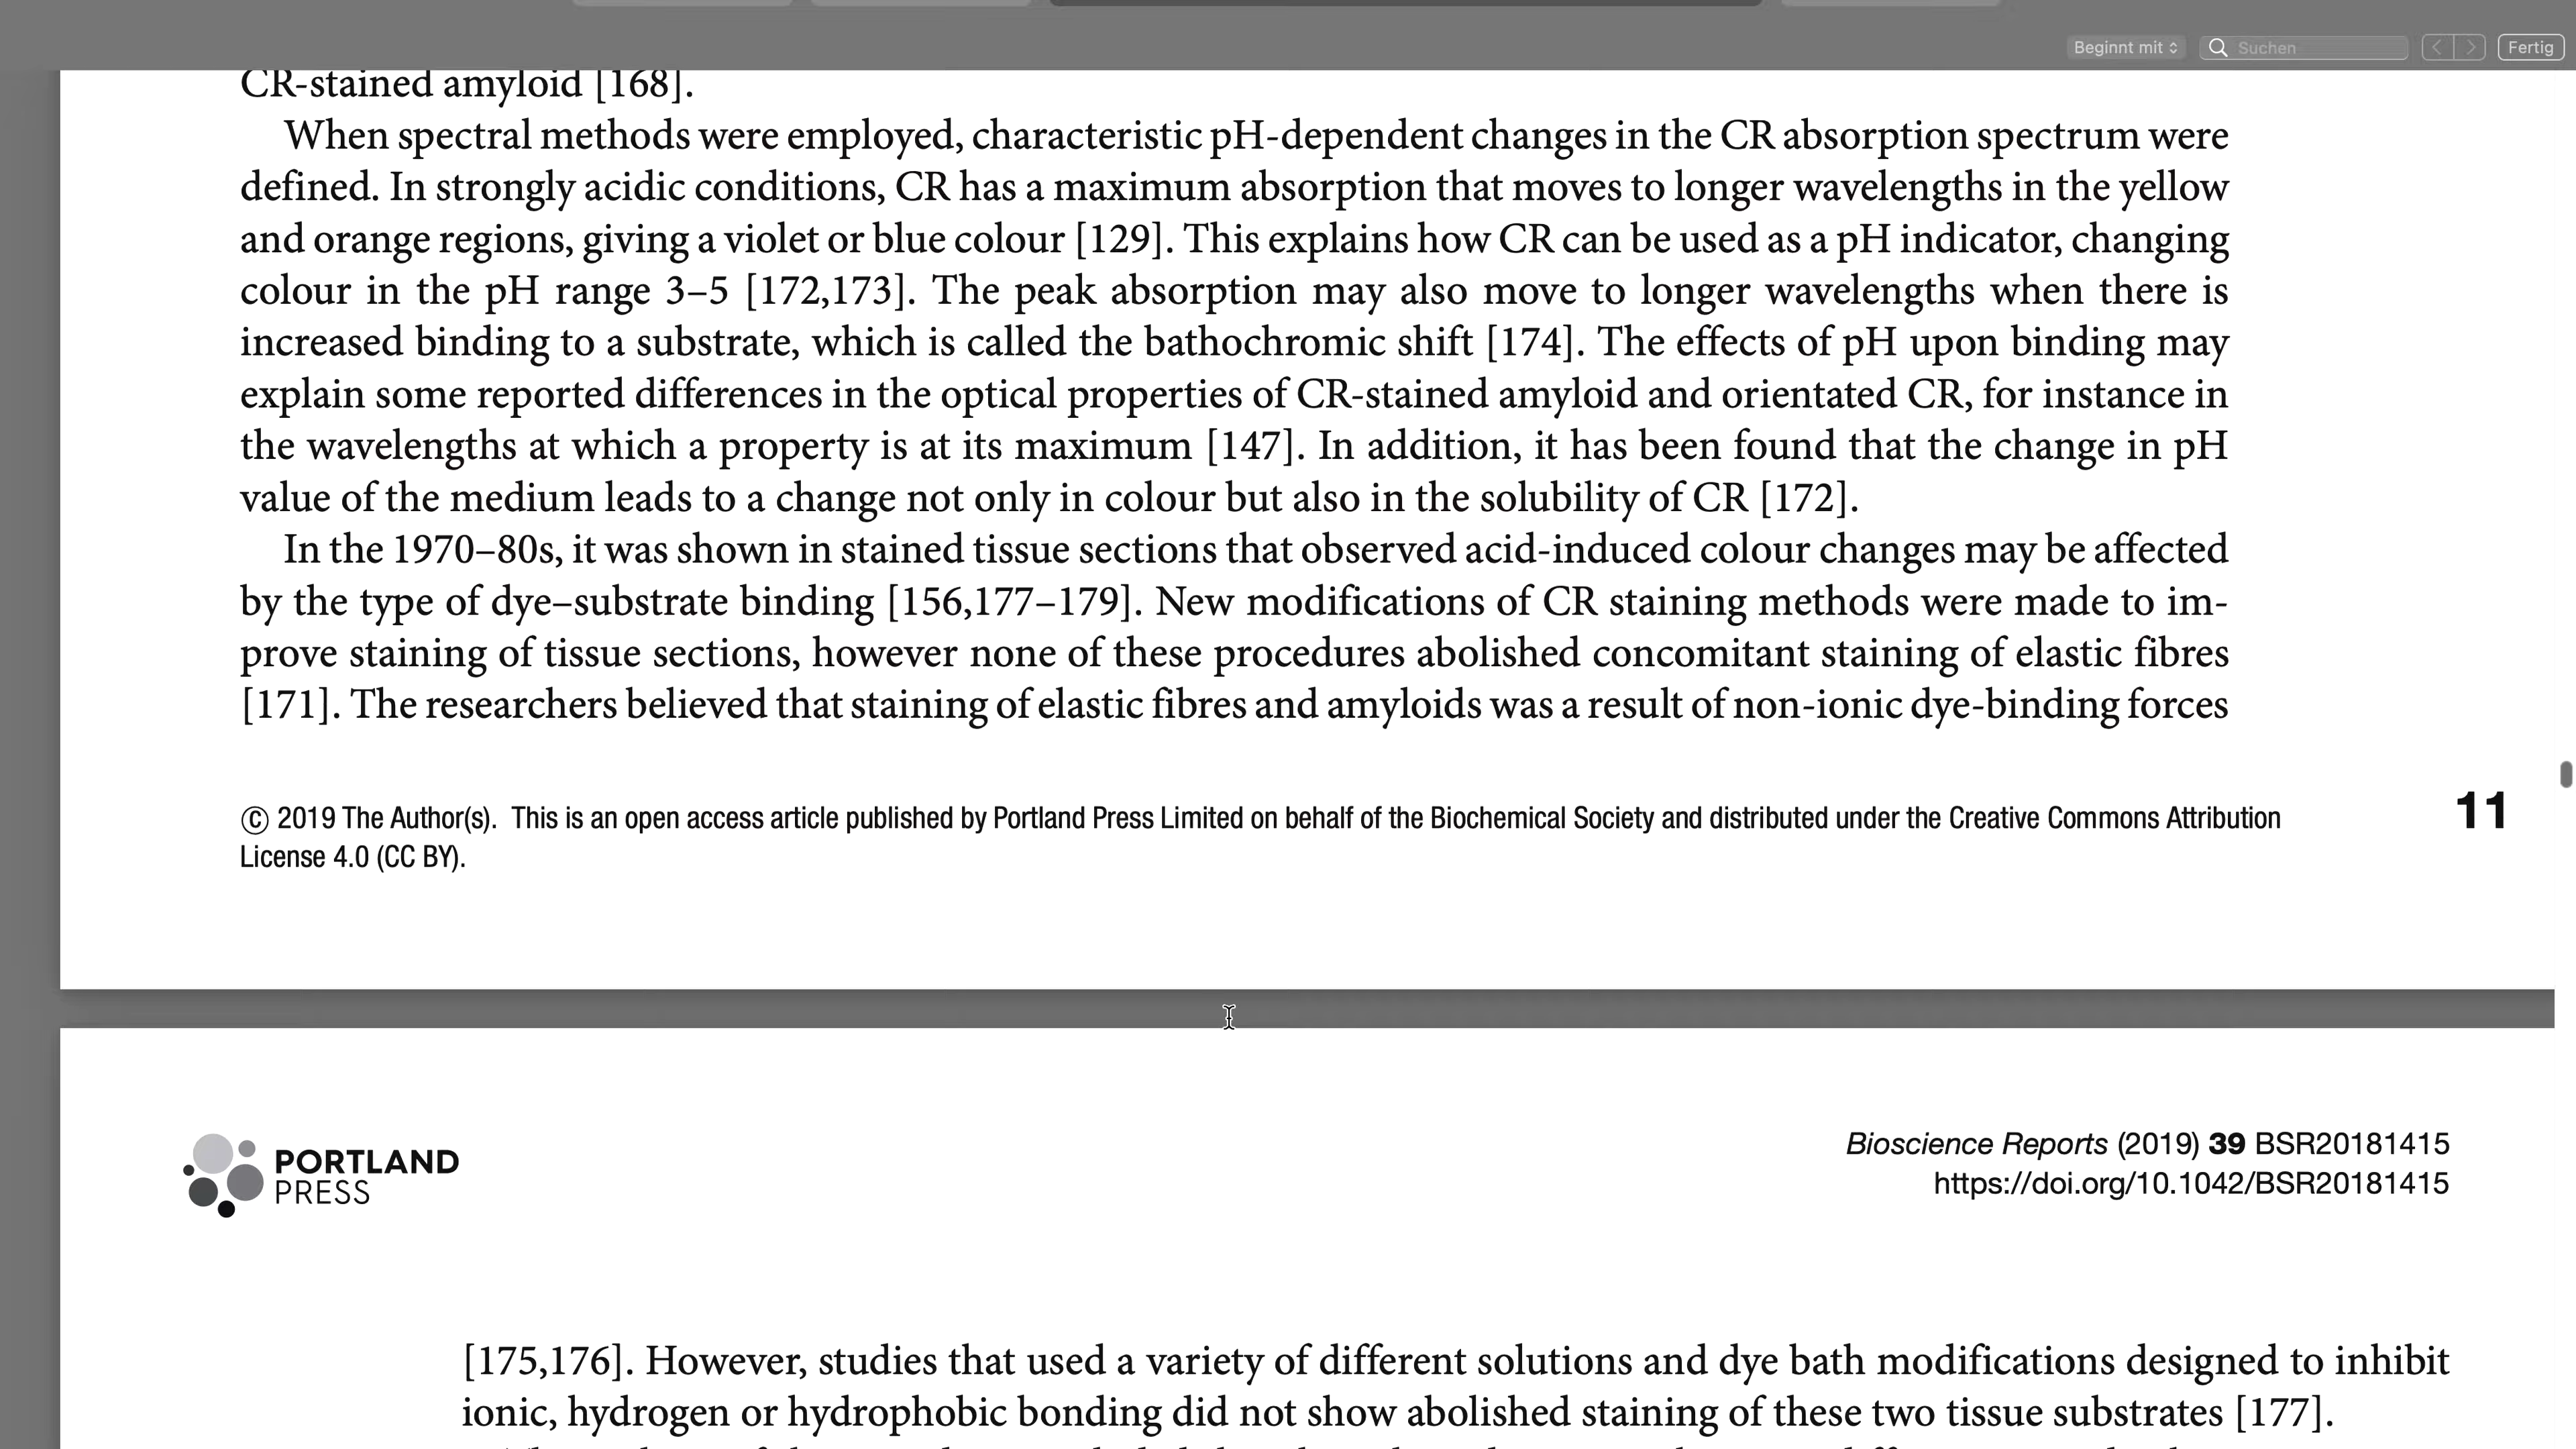 Beginnt mit
Suchen
Fertig
CR-stained amyloid [168].
When spectral methods were employed, characteristic pH-dependent changes in the CR absorption spectrum were
defined. In strongly acidic conditions, CR has a maximum absorption that moves to longer wavelengths in the yellow
and orange regions, giving a violet or blue colour [129]. This explains how CR can be used as a pH indicator, changing
colour in the pH range 3–5 [172,173]. The peak absorption may also move to longer wavelengths when there is
increased binding to a substrate, which is called the bathochromic shift [174]. The effects of pH upon binding may
explain some reported differences in the optical properties of CR-stained amyloid and orientated CR, for instance in
the wavelengths at which a property is at its maximum [147]. In addition, it has been found that the change in pH
value of the medium leads to a change not only in colour but also in the solubility of CR [172].
In the 1970–80s, it was shown in stained tissue sections that observed acid-induced colour changes may be affected
by the type of dye–substrate binding [156,177–179]. New modifications of CR staining methods were made to im-
prove staining of tissue sections, however none of these procedures abolished concomitant staining of elastic fibres
[171]. The researchers believed that staining of elastic fibres and amyloids was a result of non-ionic dye-binding forces
© 2019 The Author(s). This is an open access article published by Portland Press Limited on behalf of the Biochemical Society and distributed under the Creative Commons Attribution
License 4.0 (CC BY).
11
PORTLAND
PRESS
Bioscience Reports (2019) 39 BSR20181415
https://doi.org/10.1042/BSR20181415
[175,176]. However, studies that used a variety of different solutions and dye bath modifications designed to inhibit
ionic, hydrogen or hydrophobic bonding did not show abolished staining of these two tissue substrates [177].